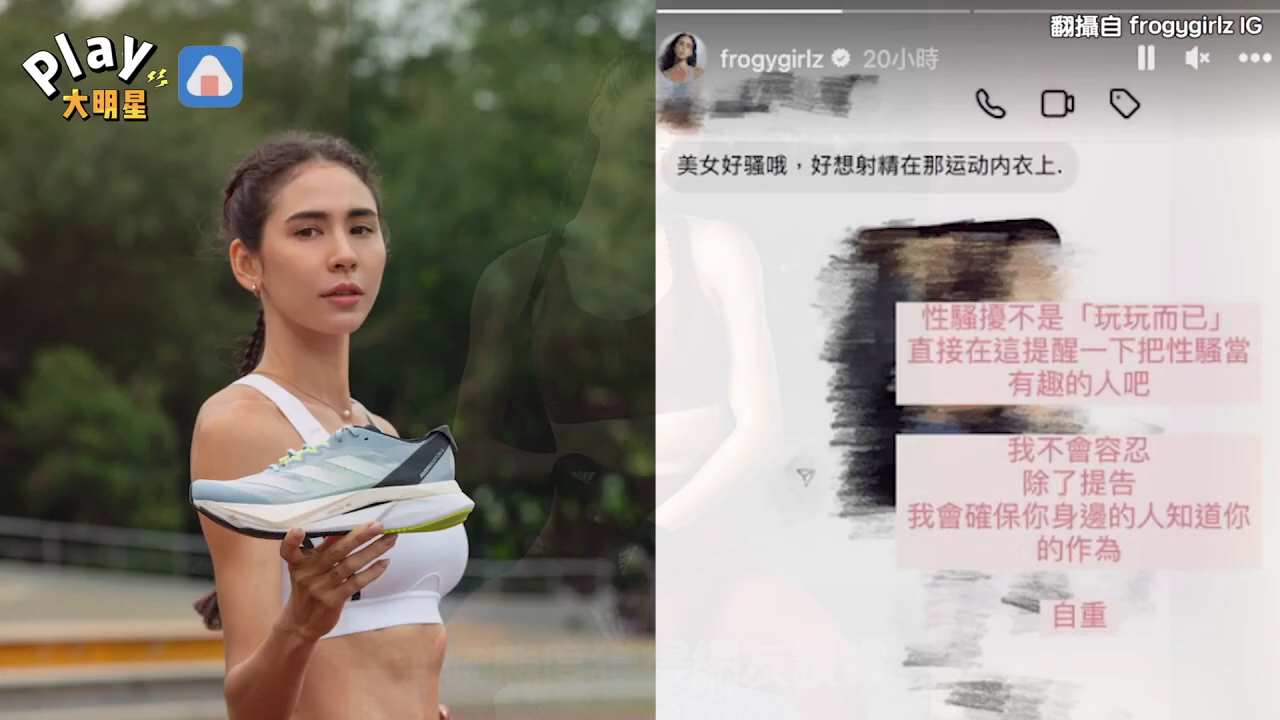 Play
大明星
翻攝自 frogygirlz IG
frogygirlz 20小時
美女好骚哦，好想射精在那运动内衣上.
性騷擾不是「玩玩而已」
直接在這提醒一下把性騷當
有趣的人吧
我不會容忍
除了提告
我會確保你身邊的人知道你
的作為
自重